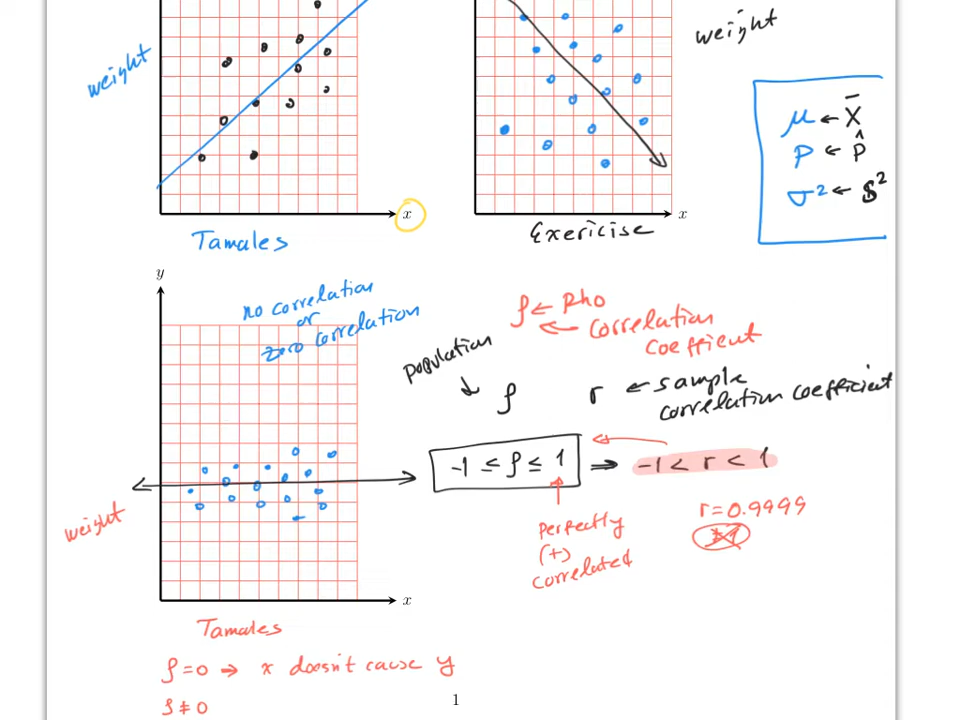 weight
x
Tamales
weight
x
Exericise
μ ← X̄
P ← p̂
σ² ← S²
y
no correlation
or
zero correlation
ρ ← Rho
← Correlation
coefficient
population
ρ
r ← sample
correlation coefficient
-1 ≤ ρ ≤ 1 ⇒ -1 < r < 1
r = 0.9999
perfectly
(+)
correlated
weight
x
Tamales
ρ = 0 → x doesn't cause y
ρ ≠ 0
1